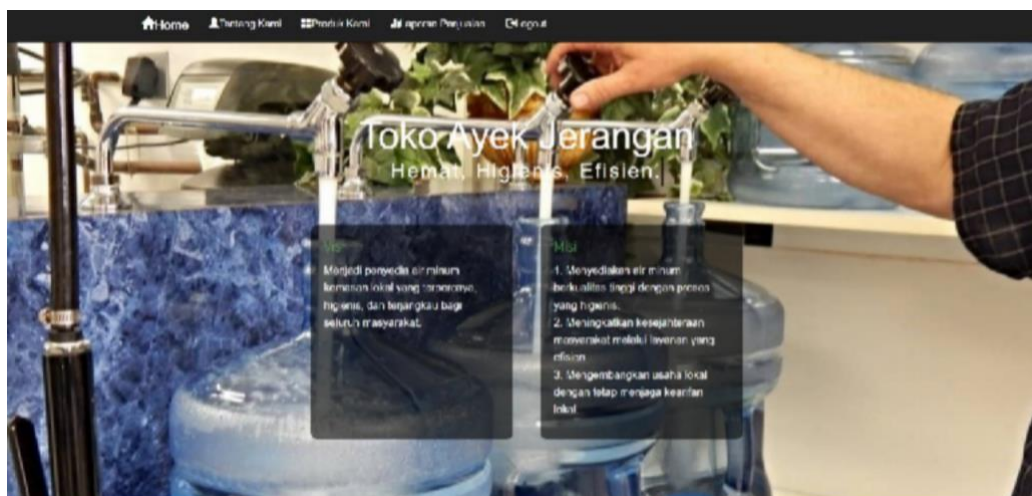 Home Tentang Kami Produk Kami Laporan Penjualan Logout
Toko Ayek Jerangan
Hemat, Higienis, Efisien.
Visi
Menjadi penyedia air minum
kemasan lokal yang terpercaya,
higienis, dan terjangkau bagi
seluruh masyarakat.
Misi
1. Menyediakan air minum
berkualitas tinggi dengan proses
yang higienis.
2. Meningkatkan kesejahteraan
masyarakat melalui layanan yang
efisien
3. Mengembangkan usaha lokal
dengan tetap menjaga kearifan
lokal.